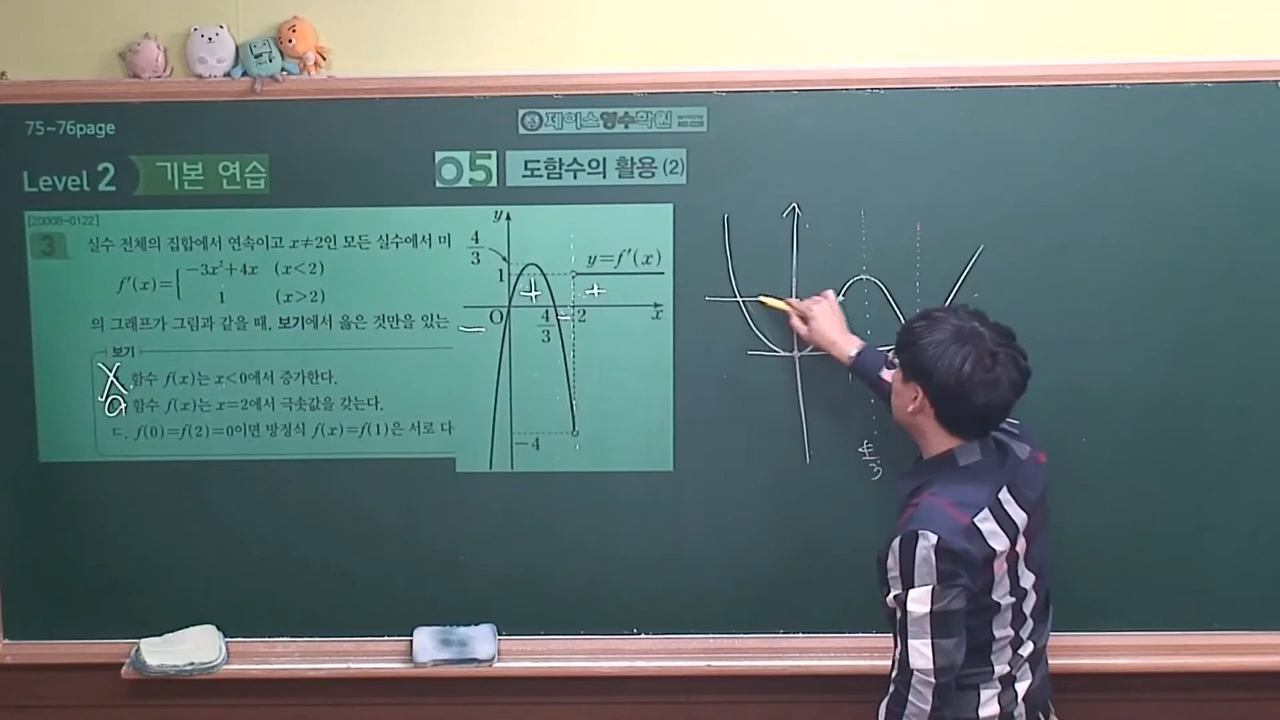 75~76page
제이스영수학원
Level 2 기본 연습
05 도함수의 활용 (2)
[20008-0122]
3 실수 전체의 집합에서 연속이고 x≠2인 모든 실수에서 미
f'(x)={ -3x²+4x (x<2)
1 (x>2)
의 그래프가 그림과 같을 때, 보기에서 옳은 것만을 있는
보기
X. 함수 f(x)는 x<0에서 증가한다.
함수 f(x)는 x=2에서 극솟값을 갖는다.
ㄷ. f(0)=f(2)=0이면 방정식 f(x)=f(1)은 서로 다
y
4/3
1
y=f'(x)
+ +
− O 4/3 − 2 x
-4
4/3